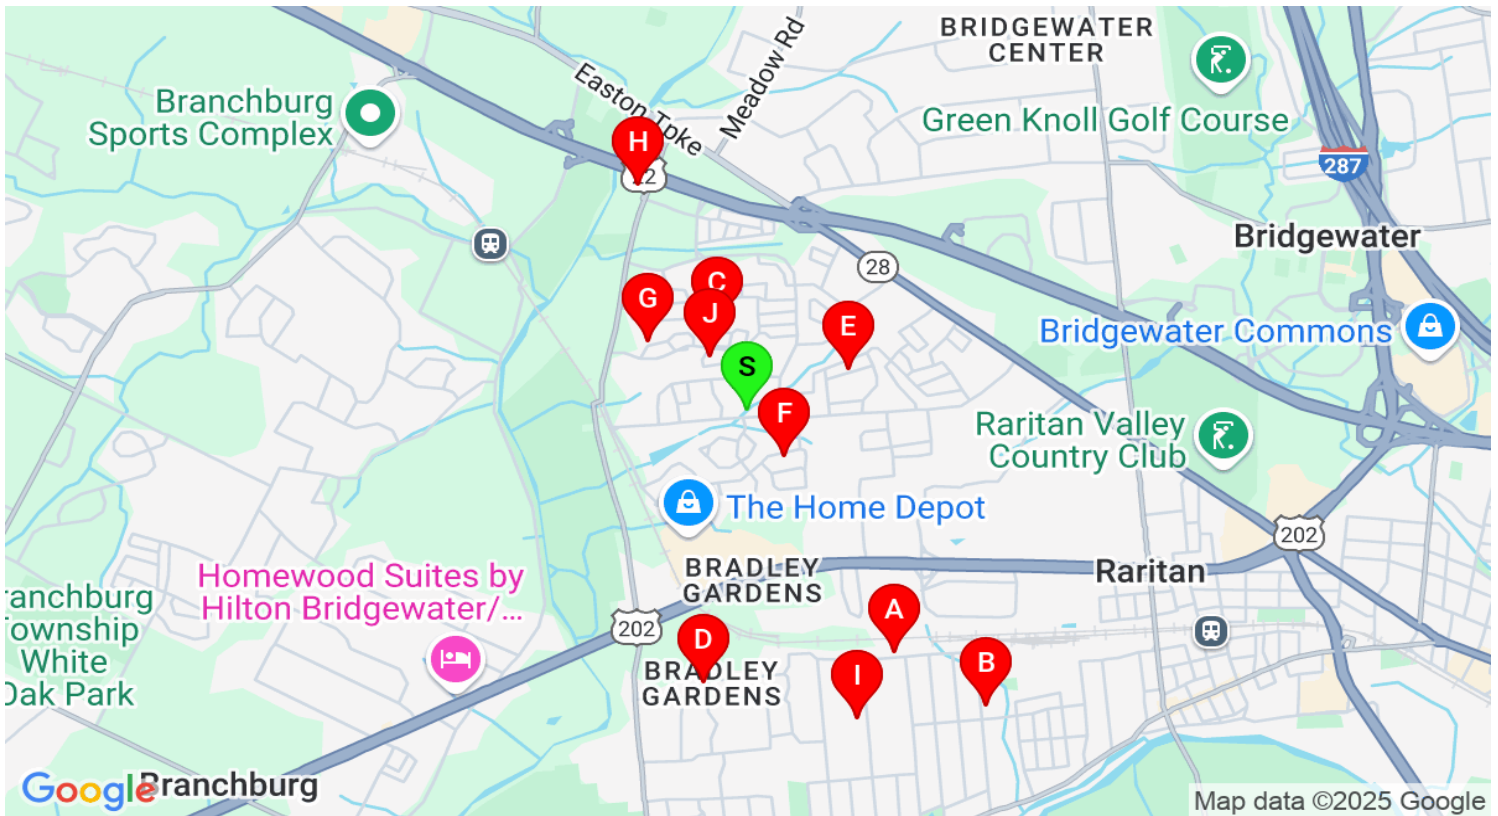 BRIDGEWATER
CENTER
Meadow Rd
Easton Tpke
Branchburg
Sports Complex
Green Knoll Golf Course
H
22
287
Bridgewater
28
C
G
J
E
Bridgewater Commons
S
F
Raritan Valley
Country Club
The Home Depot
202
BRADLEY
GARDENS
Raritan
Homewood Suites by
Hilton Bridgewater/...
ranchburg
Township
White
Oak Park
A
202
D
B
I
BRADLEY
GARDENS
Google
Branchburg
Map data ©2025 Google